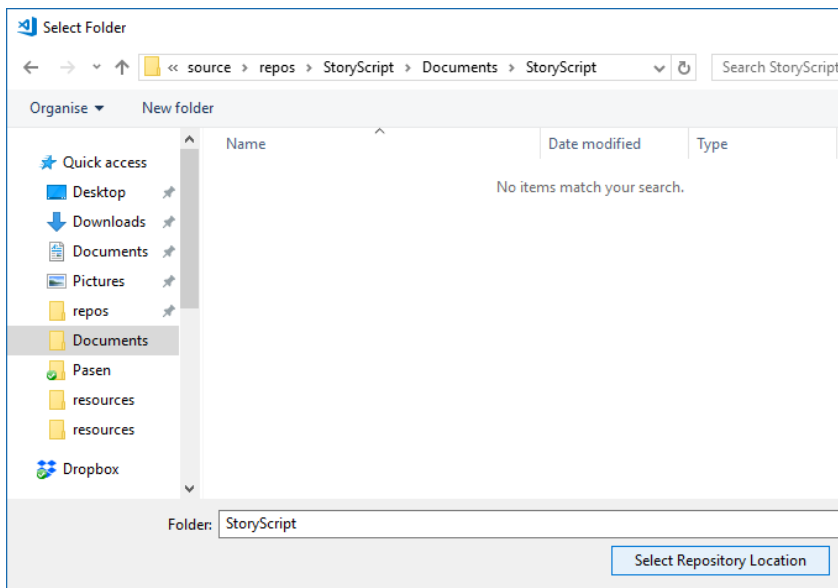 Select Folder
« source › repos › StoryScript › Documents › StoryScript
Search StoryScript
Organise
New folder
Name
Date modified
Type
No items match your search.
Quick access
Desktop
Downloads
Documents
Pictures
repos
Documents
Pasen
resources
resources
Dropbox
Folder: StoryScript
Select Repository Location